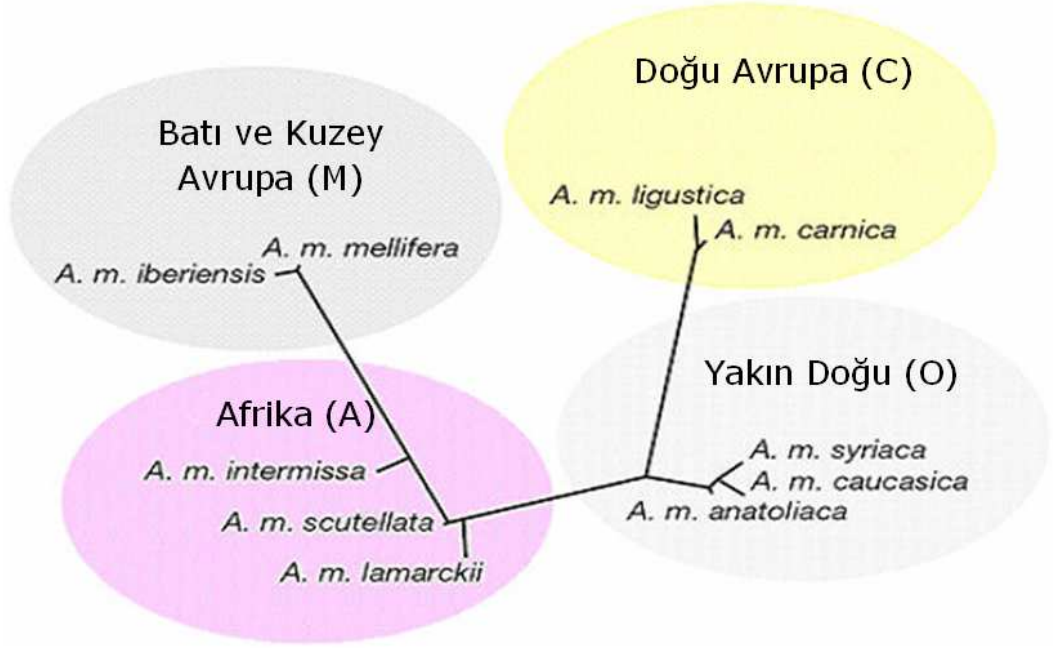 Batı ve Kuzey
Avrupa (M)
A. m. mellifera
A. m. iberiensis
Doğu Avrupa (C)
A. m. ligustica
A. m. carnica
Afrika (A)
A. m. intermissa
A. m. scutellata
A. m. lamarckii
Yakın Doğu (O)
A. m. syriaca
A. m. caucasica
A. m. anatoliaca